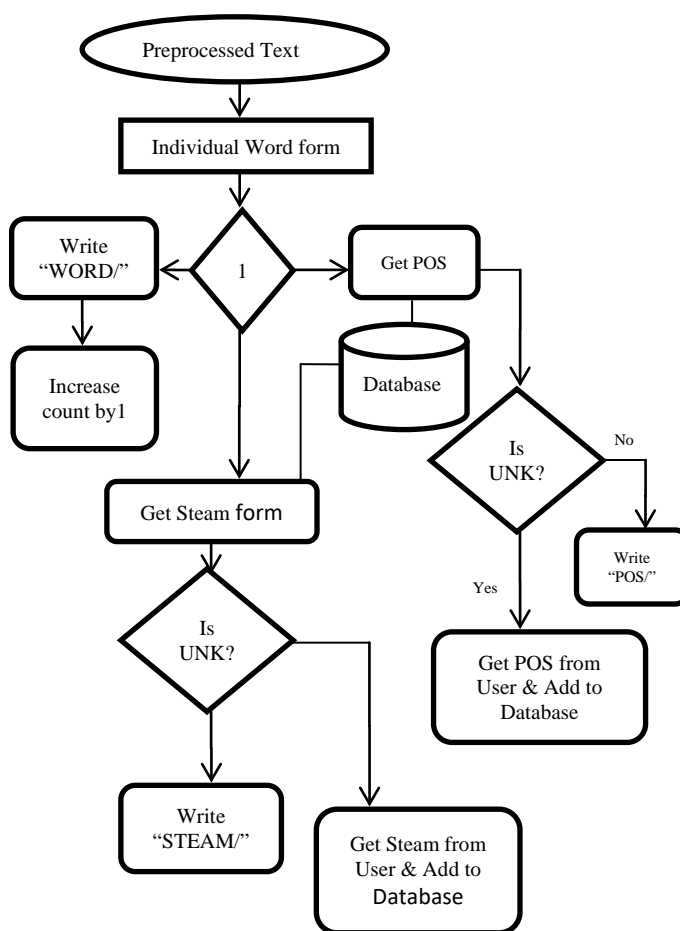 Preprocessed Text
Individual Word form
Write
“WORD/”
1
Get POS
Increase
count by1
Database
Is
UNK?
No
Get Steam form
Write
“POS/”
Yes
Is
UNK?
Get POS from
User & Add to
Database
Write
“STEAM/”
Get Steam from
User & Add to
Database